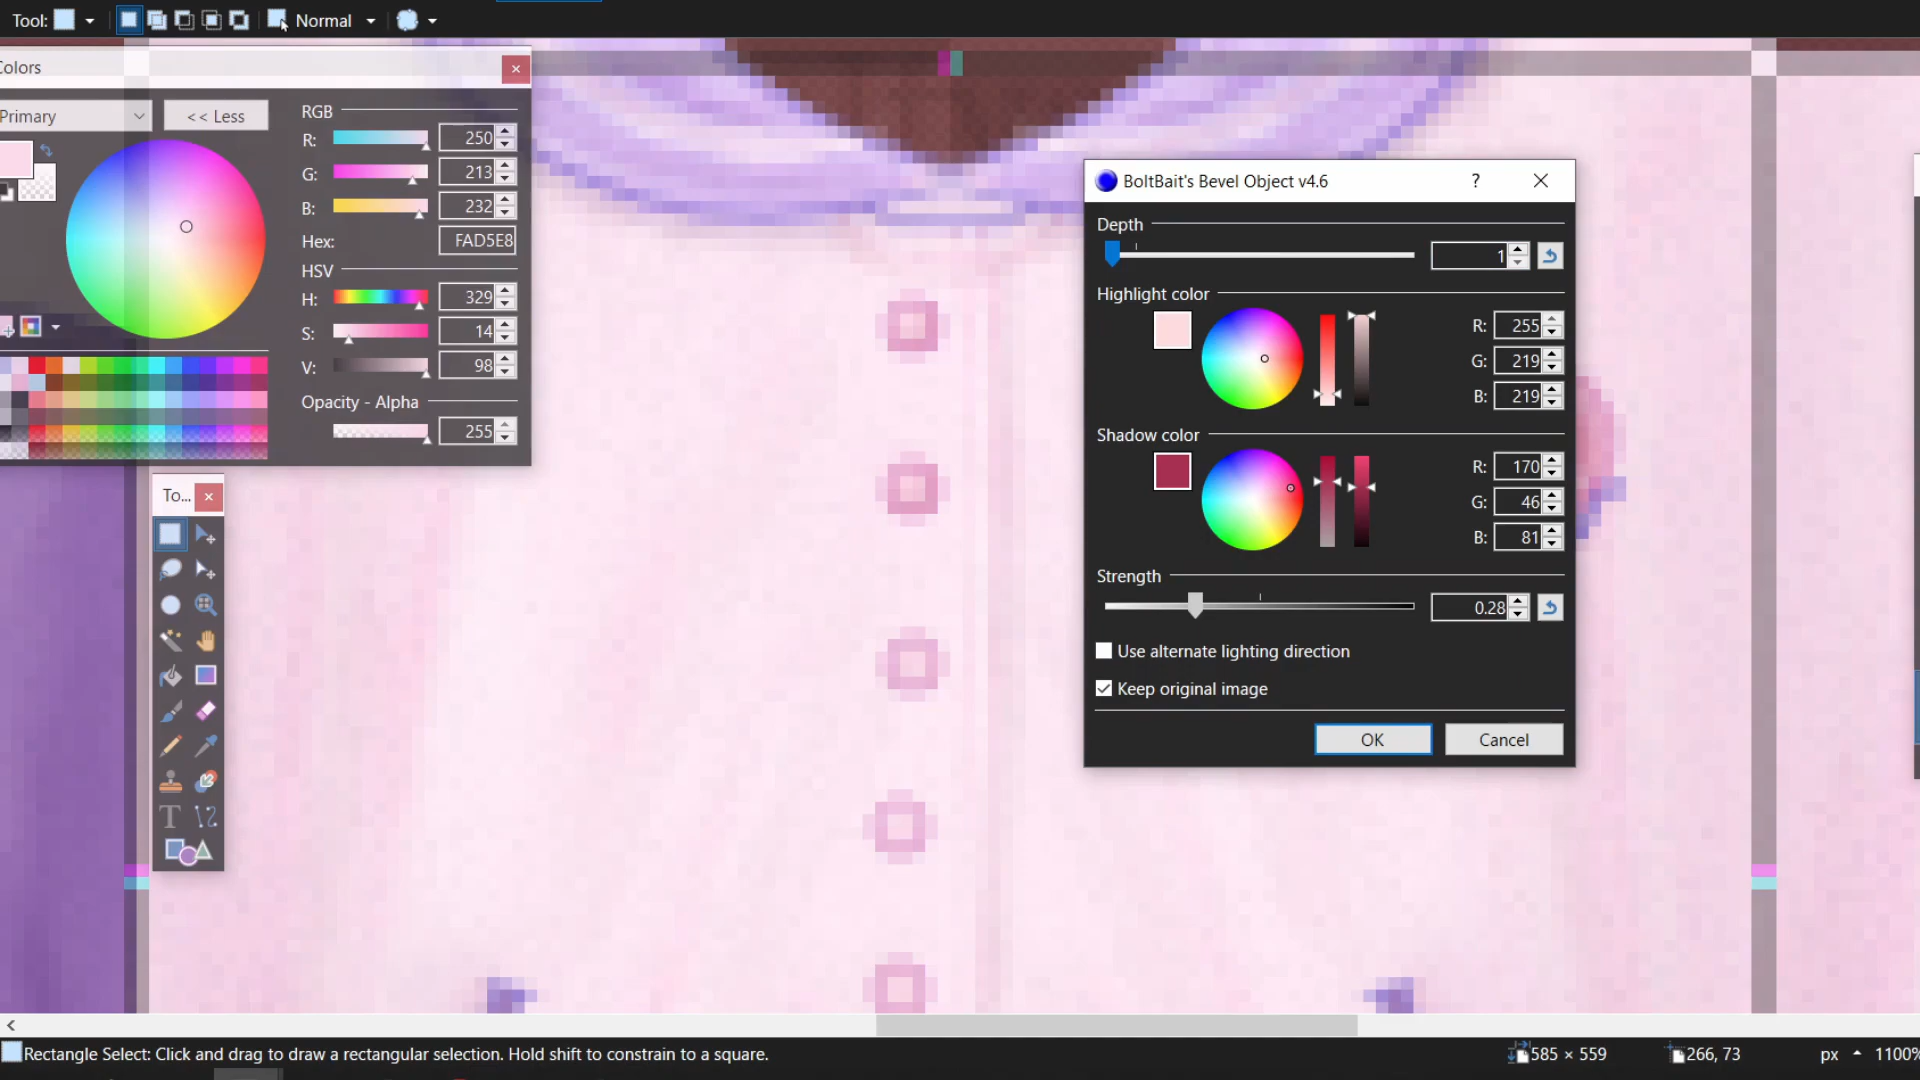 Tool:
Normal
Colors
Primary
<< Less
RGB
R: 250
G: 213
B: 206
Hex: FAD5E8
HSV
H: 329
S: 14
V: 98
Opacity - Alpha
255
To...
BoltBait's Bevel Object v4.6
?
Depth
1
Highlight color
R: 255
G: 219
B: 219
Shadow color
R: 170
G: 46
B: 81
Strength
0.28
Use alternate lighting direction
Keep original image
OK
Cancel
Rectangle Select: Click and drag to draw a rectangular selection. Hold shift to constrain to a square.
585 × 559
266, 73
px
1100%